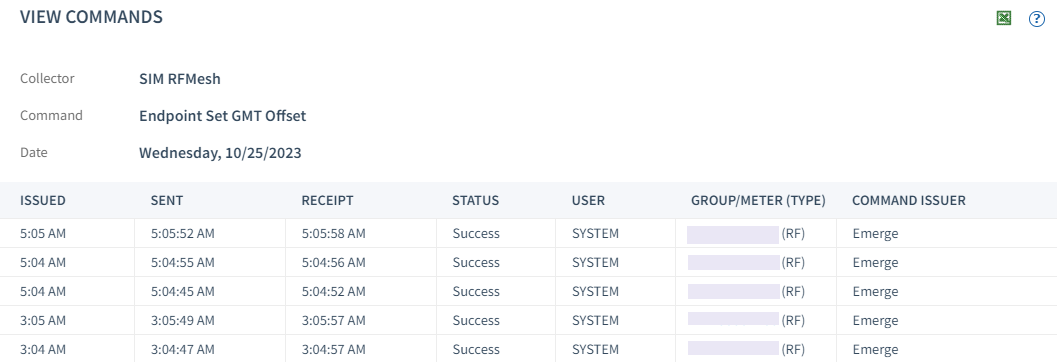 VIEW COMMANDS
Collector SIM RFMesh
Command Endpoint Set GMT Offset
Date Wednesday, 10/25/2023
ISSUED SENT RECEIPT STATUS USER GROUP/METER (TYPE) COMMAND ISSUER
5:05 AM 5:05:52 AM 5:05:58 AM Success SYSTEM (RF) Emerge
5:04 AM 5:04:55 AM 5:04:56 AM Success SYSTEM (RF) Emerge
5:04 AM 5:04:45 AM 5:04:52 AM Success SYSTEM (RF) Emerge
3:05 AM 3:05:49 AM 3:05:57 AM Success SYSTEM (RF) Emerge
3:04 AM 3:04:47 AM 3:04:57 AM Success SYSTEM (RF) Emerge